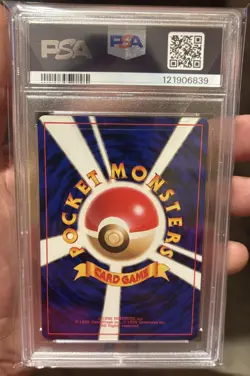 PSA
PSA
121906839
POCKET MONSTERS
CARD GAME